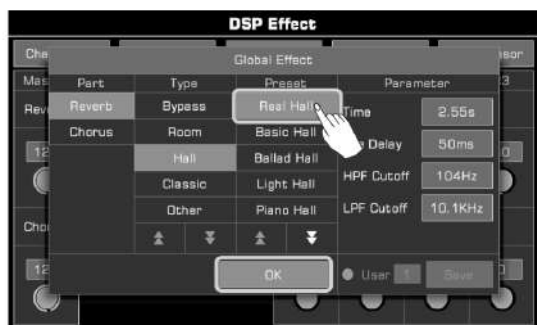 DSP Effect
Global Effect
Part Type Preset Parameter
Reverb Bypass Real Hall Time 2.55s
Chorus Room Basic Hall Delay 50ms
Hall Ballad Hall HPF Cutoff 104Hz
Classic Light Hall LPF Cutoff 10.1KHz
Other Piano Hall
OK User 1 Save